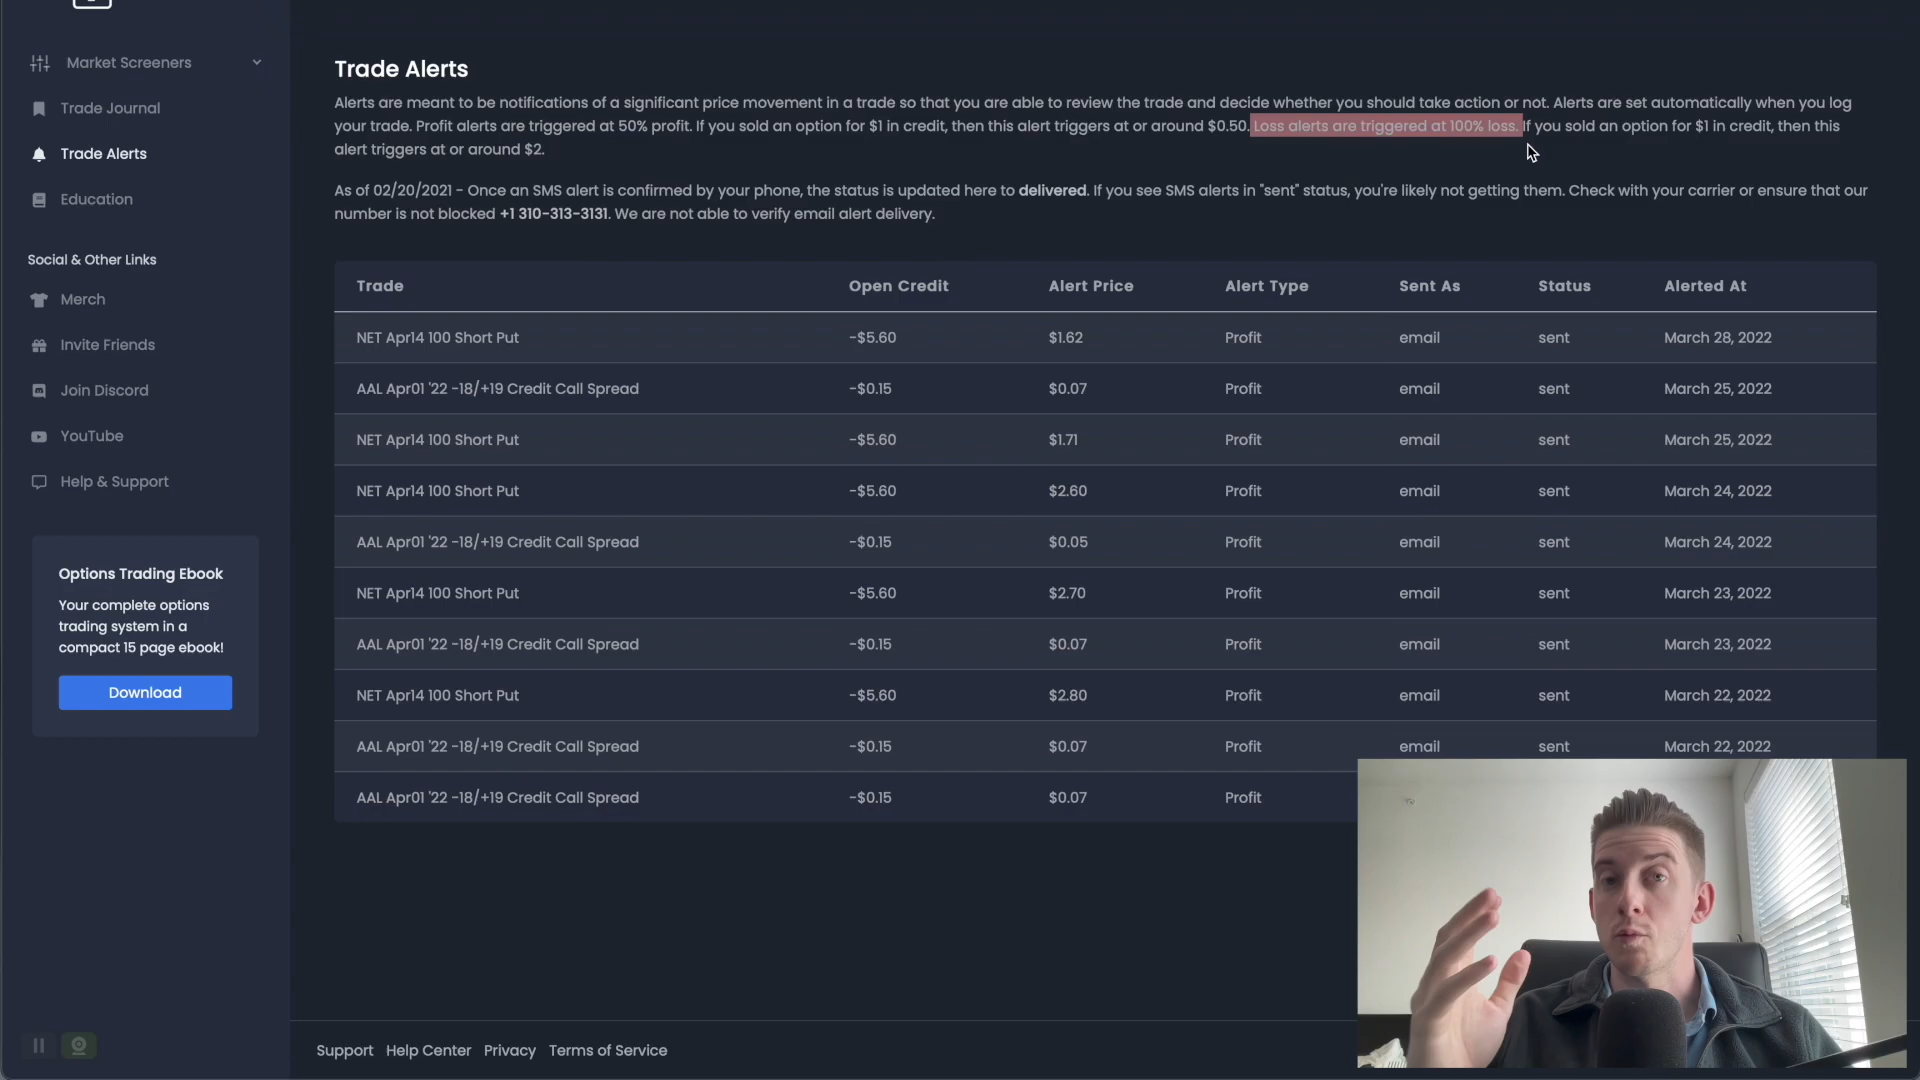 Market Screeners
Trade Journal
Trade Alerts
Education
Social & Other Links
Merch
Invite Friends
Join Discord
YouTube
Help & Support
Options Trading Ebook
Your complete options
trading system in a
compact 15 page ebook!
Download
Trade Alerts
Alerts are meant to be notifications of a significant price movement in a trade so that you are able to review the trade and decide whether you should take action or not. Alerts are set automatically when you log
your trade. Profit alerts are triggered at 50% profit. If you sold an option for $1 in credit, then this alert triggers at or around $0.50. Loss alerts are triggered at 100% loss. If you sold an option for $1 in credit, then this
alert triggers at or around $2.
As of 02/20/2021 - Once an SMS alert is confirmed by your phone, the status is updated here to delivered. If you see SMS alerts in "sent" status, you're likely not getting them. Check with your carrier or ensure that our
number is not blocked +1 310-313-3131. We are not able to verify email alert delivery.
Trade Open Credit Alert Price Alert Type Sent As Status Alerted At
NET Apr14 100 Short Put -$5.60 $1.62 Profit email sent March 28, 2022
AAL Apr01 '22 -18/+19 Credit Call Spread -$0.15 $0.07 Profit email sent March 25, 2022
NET Apr14 100 Short Put -$5.60 $1.71 Profit email sent March 25, 2022
NET Apr14 100 Short Put -$5.60 $2.60 Profit email sent March 24, 2022
AAL Apr01 '22 -18/+19 Credit Call Spread -$0.15 $0.05 Profit email sent March 24, 2022
NET Apr14 100 Short Put -$5.60 $2.70 Profit email sent March 23, 2022
AAL Apr01 '22 -18/+19 Credit Call Spread -$0.15 $0.07 Profit email sent March 23, 2022
NET Apr14 100 Short Put -$5.60 $2.80 Profit email sent March 22, 2022
AAL Apr01 '22 -18/+19 Credit Call Spread -$0.15 $0.07 Profit email sent March 22, 2022
AAL Apr01 '22 -18/+19 Credit Call Spread -$0.15 $0.07 Profit
Support Help Center Privacy Terms of Service